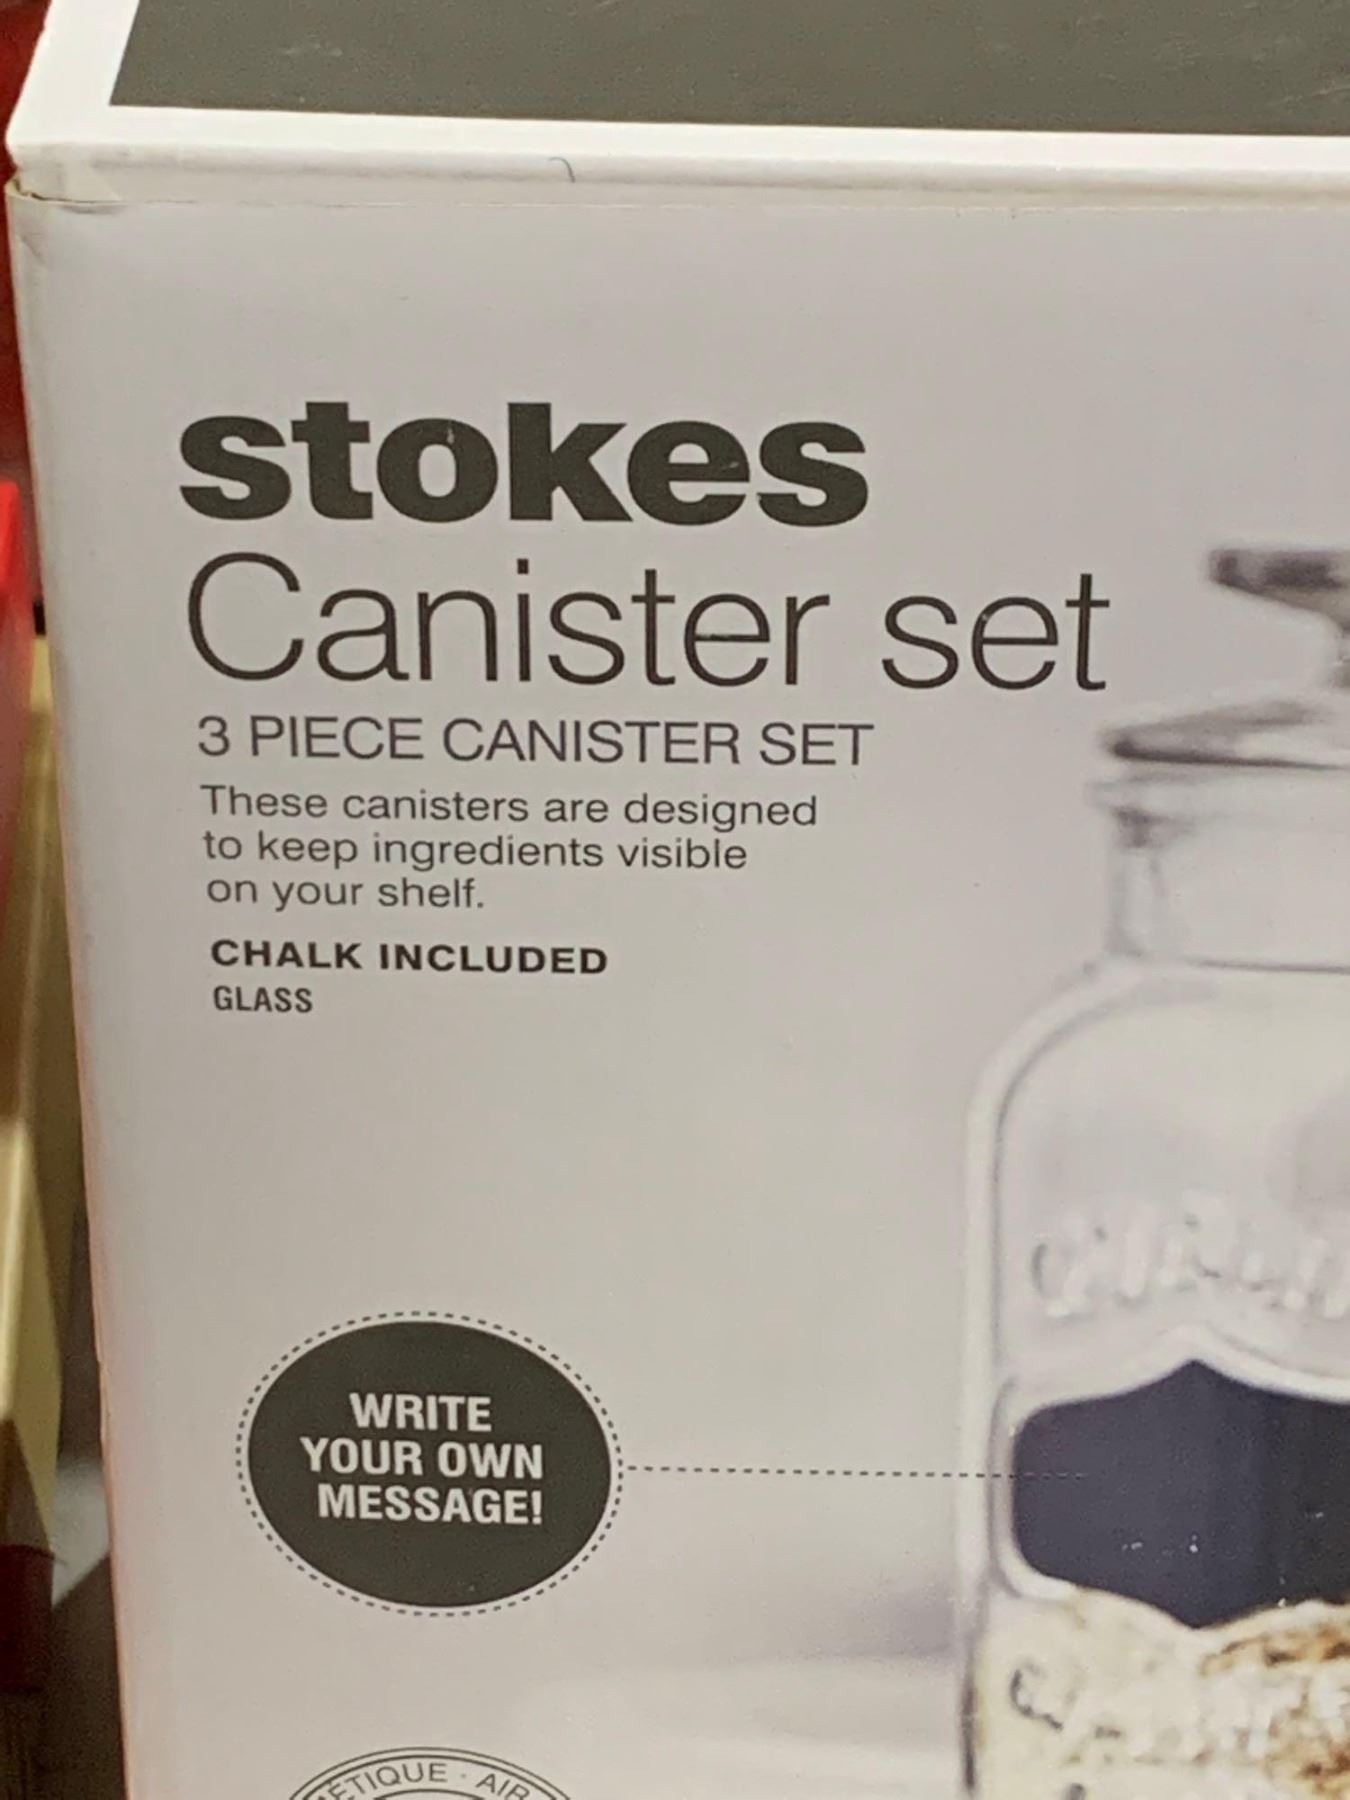 stokes
Canister set
3 PIECE CANISTER SET
These canisters are designed
to keep ingredients visible
on your shelf.
CHALK INCLUDED
GLASS
WRITE
YOUR OWN
MESSAGE!